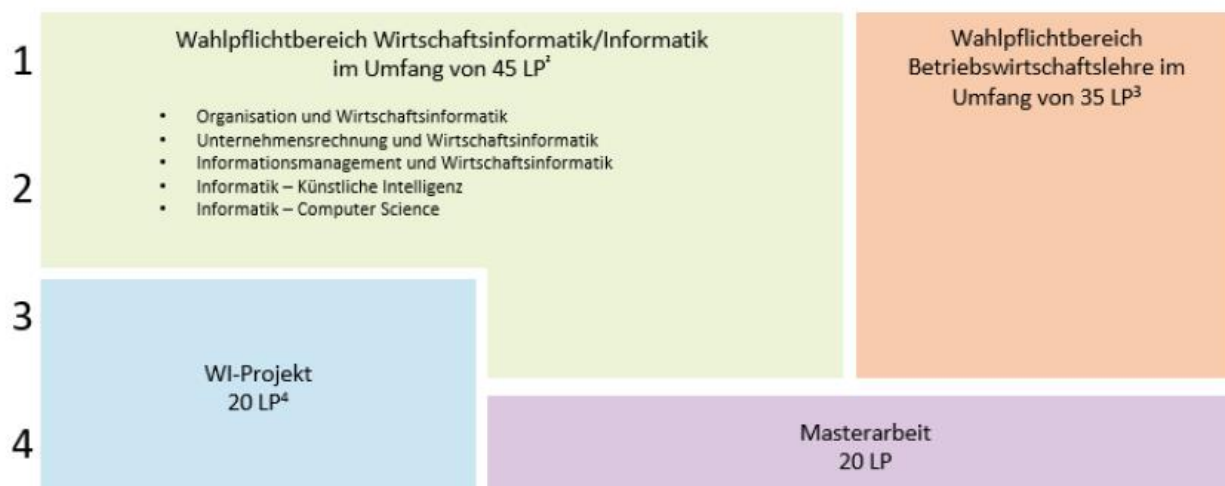 1
2
3
4
Wahlpflichtbereich Wirtschaftsinformatik/Informatik
im Umfang von 45 LP²
• Organisation und Wirtschaftsinformatik
• Unternehmensrechnung und Wirtschaftsinformatik
• Informationsmanagement und Wirtschaftsinformatik
• Informatik – Künstliche Intelligenz
• Informatik – Computer Science
Wahlpflichtbereich
Betriebswirtschaftslehre im
Umfang von 35 LP³
WI-Projekt
20 LP⁴
Masterarbeit
20 LP